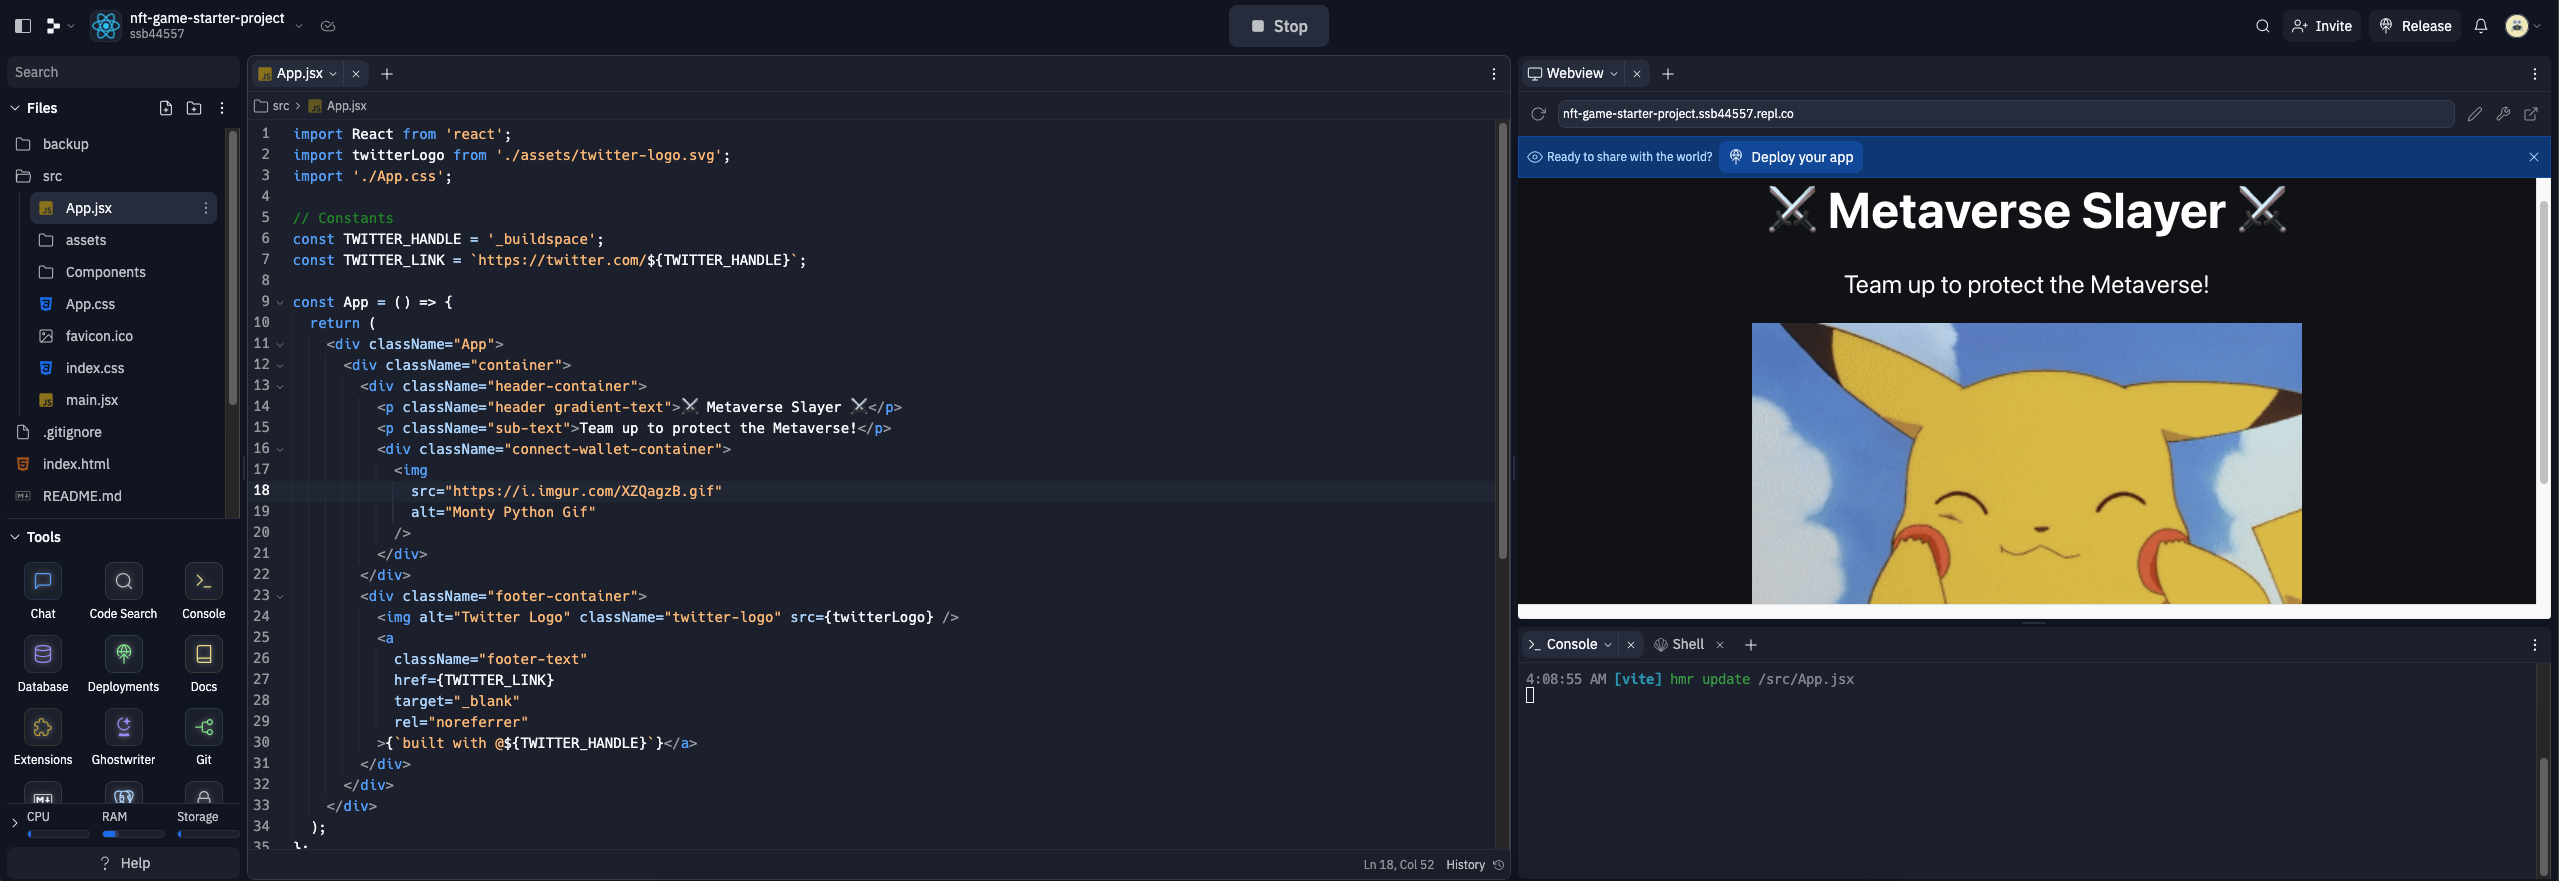 nft-game-starter-project
ssb44557
Stop
Invite
Release
Search
Files
backup
src
App.jsx
assets
Components
App.css
favicon.ico
index.css
main.jsx
.gitignore
index.html
README.md
Tools
Chat
Code Search
Console
Database
Deployments
Docs
Extensions
Ghostwriter
Git
CPU
RAM
Storage
? Help
App.jsx
src > App.jsx
1 import React from 'react';
2 import twitterLogo from './assets/twitter-logo.svg';
3 import './App.css';
4
5 // Constants
6 const TWITTER_HANDLE = '_buildspace';
7 const TWITTER_LINK = `https://twitter.com/${TWITTER_HANDLE}`;
8
9 const App = () => {
10 return (
11 <div className="App">
12 <div className="container">
13 <div className="header-container">
14 <p className="header gradient-text">⚔️ Metaverse Slayer ⚔️</p>
15 <p className="sub-text">Team up to protect the Metaverse!</p>
16 <div className="connect-wallet-container">
17 <img
18 src="https://i.imgur.com/XZQagzB.gif"
19 alt="Monty Python Gif"
20 />
21 </div>
22 </div>
23 <div className="footer-container">
24 <img alt="Twitter Logo" className="twitter-logo" src={twitterLogo} />
25 <a
26 className="footer-text"
27 href={TWITTER_LINK}
28 target="_blank"
29 rel="noreferrer"
30 >{`built with @${TWITTER_HANDLE}`}</a>
31 </div>
32 </div>
33 </div>
34 );
35 };
Ln 18, Col 52 History
Webview
nft-game-starter-project.ssb44557.repl.co
Ready to share with the world? Deploy your app
⚔️ Metaverse Slayer ⚔️
Team up to protect the Metaverse!
Console
Shell
4:08:55 AM [vite] hmr update /src/App.jsx